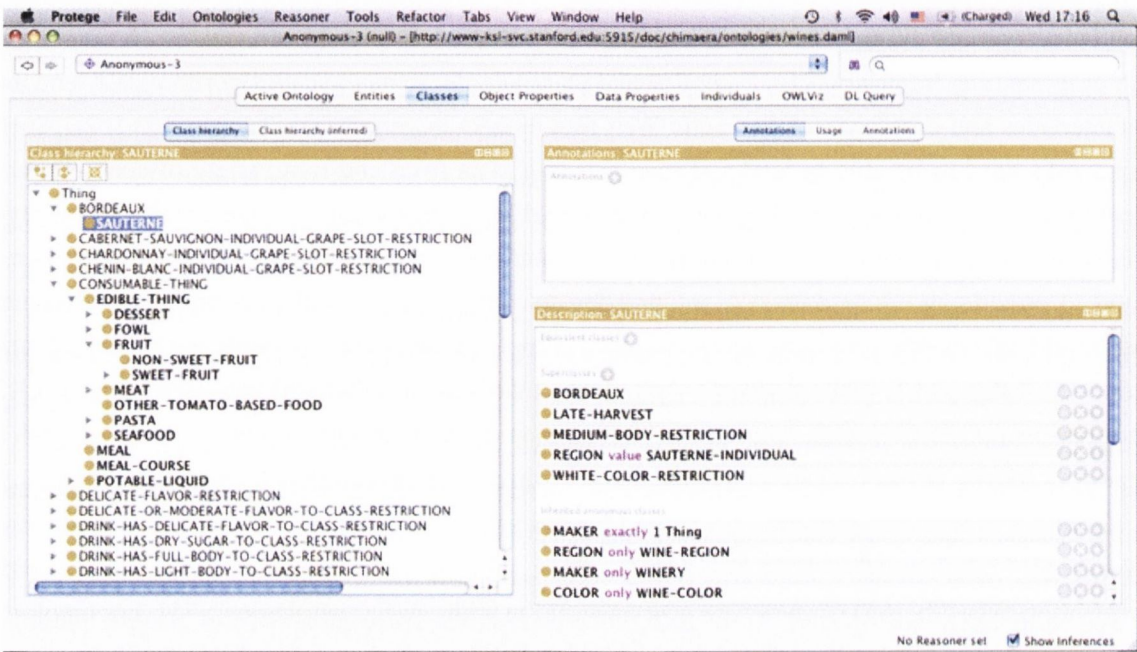 Protege File Edit Ontologies Reasoner Tools Refactor Tabs View Window Help (Charged) Wed 17:16
Anonymous-3 (null) - [http://www-ksl-svc.stanford.edu:5915/doc/chimaera/ontologies/wines.daml]
Anonymous-3
Active Ontology Entities Classes Object Properties Data Properties Individuals OWLViz DL Query
Class hierarchy Class hierarchy (inferred)
Class hierarchy: SAUTERNE
Thing
BORDEAUX
SAUTERNE
CABERNET-SAUVIGNON-INDIVIDUAL-GRAPE-SLOT-RESTRICTION
CHARDONNAY-INDIVIDUAL-GRAPE-SLOT-RESTRICTION
CHENIN-BLANC-INDIVIDUAL-GRAPE-SLOT-RESTRICTION
CONSUMABLE-THING
EDIBLE-THING
DESSERT
FOWL
FRUIT
NON-SWEET-FRUIT
SWEET-FRUIT
MEAT
OTHER-TOMATO-BASED-FOOD
PASTA
SEAFOOD
MEAL
MEAL-COURSE
POTABLE-LIQUID
DELICATE-FLAVOR-RESTRICTION
DELICATE-OR-MODERATE-FLAVOR-TO-CLASS-RESTRICTION
DRINK-HAS-DELICATE-FLAVOR-TO-CLASS-RESTRICTION
DRINK-HAS-DRY-SUGAR-TO-CLASS-RESTRICTION
DRINK-HAS-FULL-BODY-TO-CLASS-RESTRICTION
DRINK-HAS-LIGHT-BODY-TO-CLASS-RESTRICTION
Annotations Usage Annotations
Annotations: SAUTERNE
Annotations
Description: SAUTERNE
Equivalent classes
Superclasses
BORDEAUX
LATE-HARVEST
MEDIUM-BODY-RESTRICTION
REGION value SAUTERNE-INDIVIDUAL
WHITE-COLOR-RESTRICTION
Inherited anonymous classes
MAKER exactly 1 Thing
REGION only WINE-REGION
MAKER only WINERY
COLOR only WINE-COLOR
No Reasoner set Show Inferences